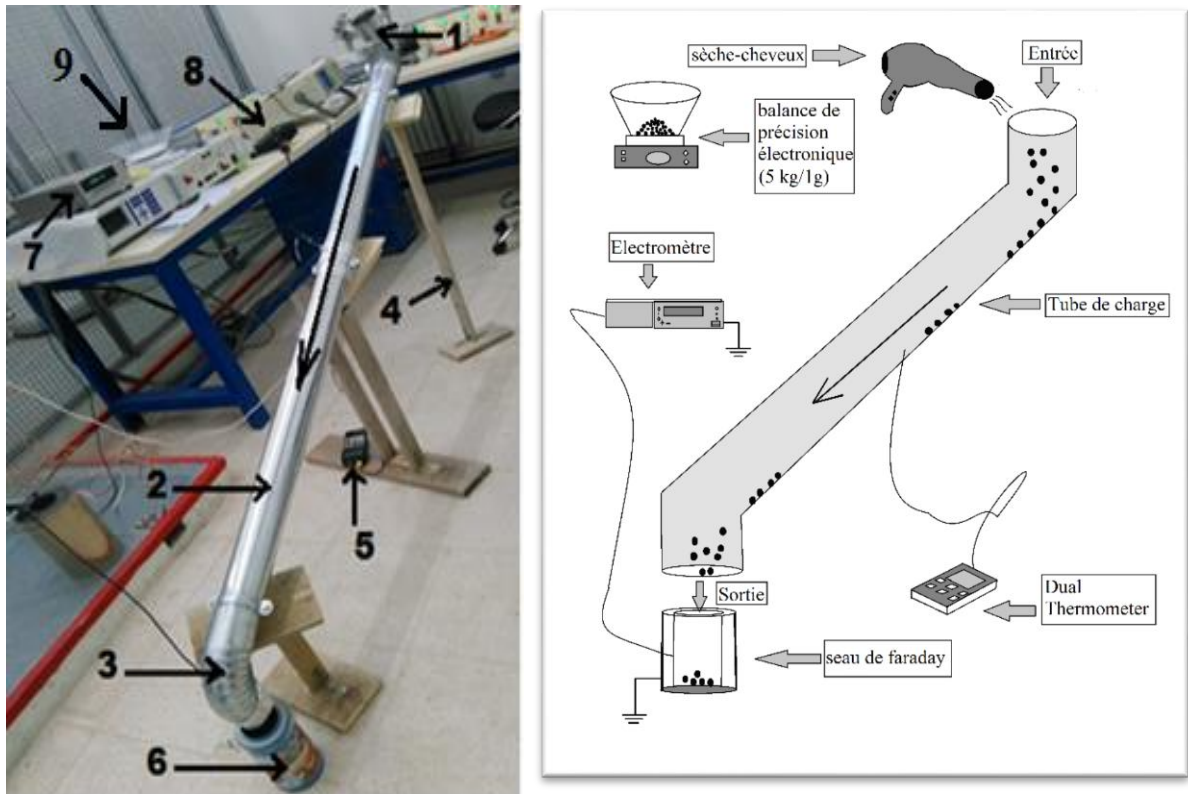 1
9
8
7
4
2
5
3
6
sèche-cheveux
Entrée
balance de
précision
électronique
(5 kg/1g)
Electromètre
Tube de charge
Sortie
Dual
Thermometer
seau de faraday